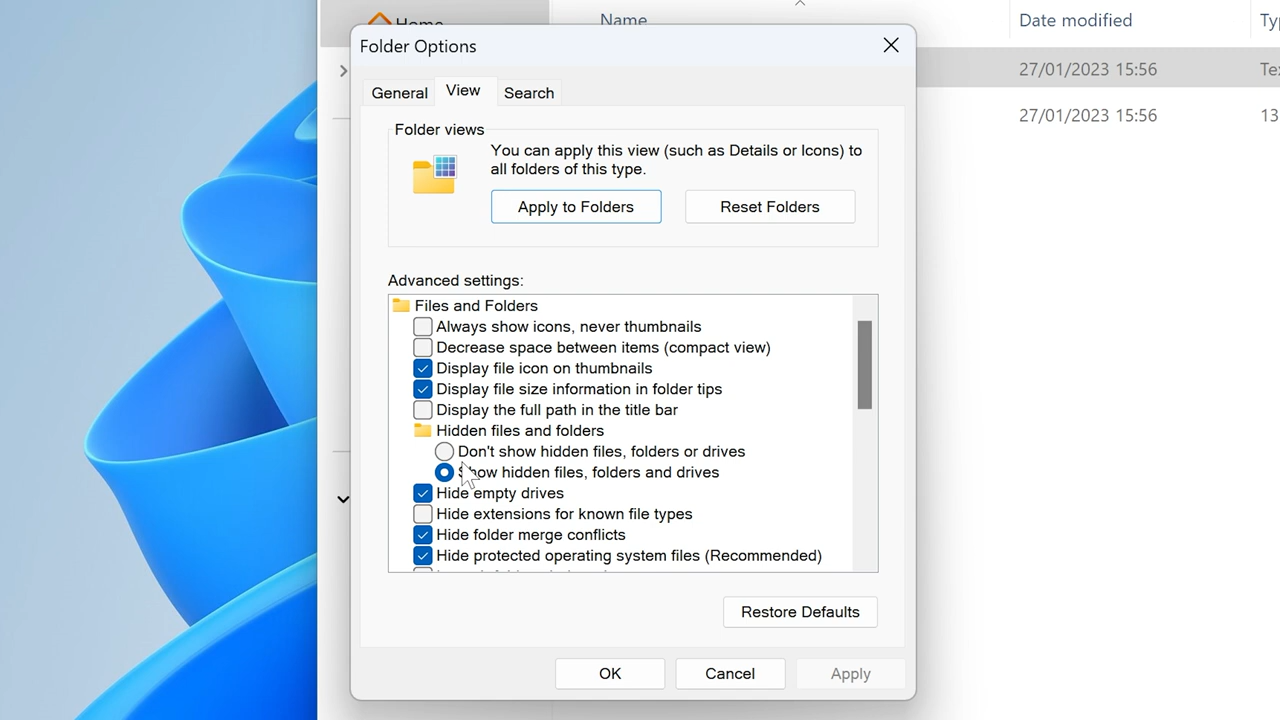 Home
Name
Date modified
Folder Options
27/01/2023 15:56
General
View
Search
27/01/2023 15:56
13
Folder views
You can apply this view (such as Details or Icons) to
all folders of this type.
Apply to Folders
Reset Folders
Advanced settings:
Files and Folders
Always show icons, never thumbnails
Decrease space between items (compact view)
Display file icon on thumbnails
Display file size information in folder tips
Display the full path in the title bar
Hidden files and folders
Don't show hidden files, folders or drives
Show hidden files, folders and drives
Hide empty drives
Hide extensions for known file types
Hide folder merge conflicts
Hide protected operating system files (Recommended)
Restore Defaults
OK
Cancel
Apply